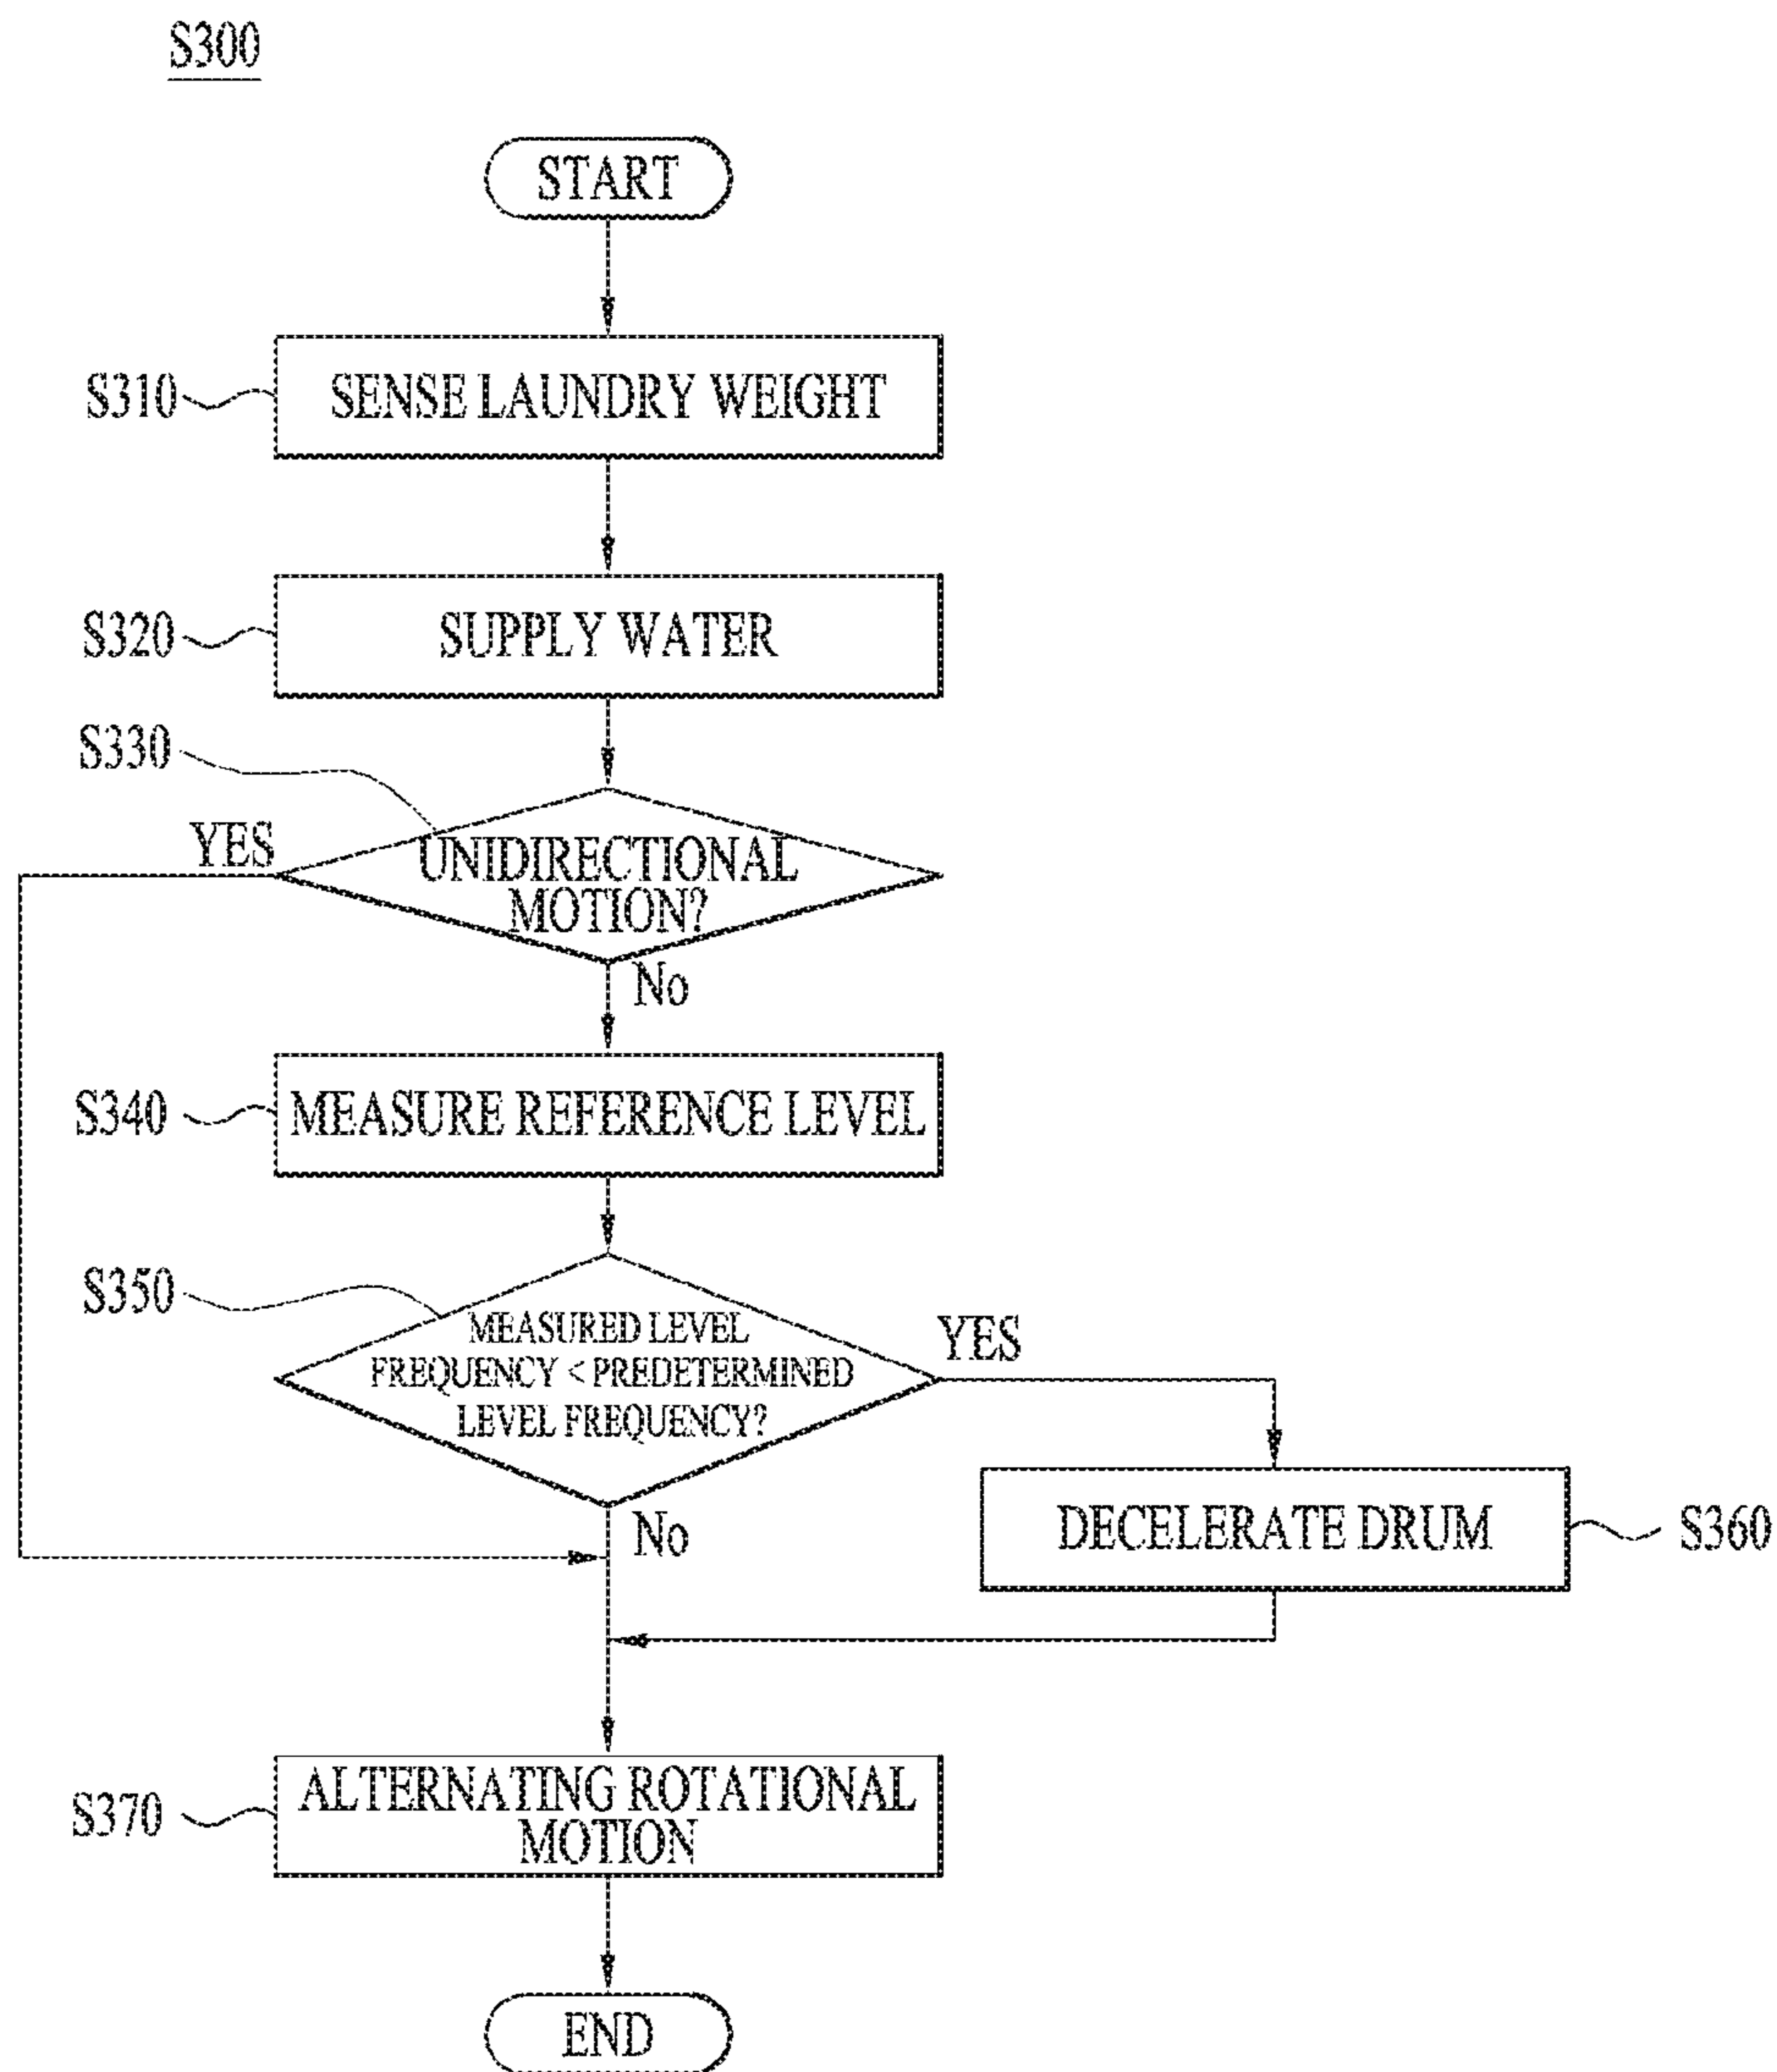 S300
START
S310
SENSE LAUNDRY WEIGHT
S320
SUPPLY WATER
S330
YES
UNIDIRECTIONAL
MOTION?
No
S340
MEASURE REFERENCE LEVEL
S350
MEASURED LEVEL
FREQUENCY < PREDETERMINED
LEVEL FREQUENCY?
YES
No
DECELERATE DRUM
S360
S370
ALTERNATING ROTATIONAL
MOTION
END